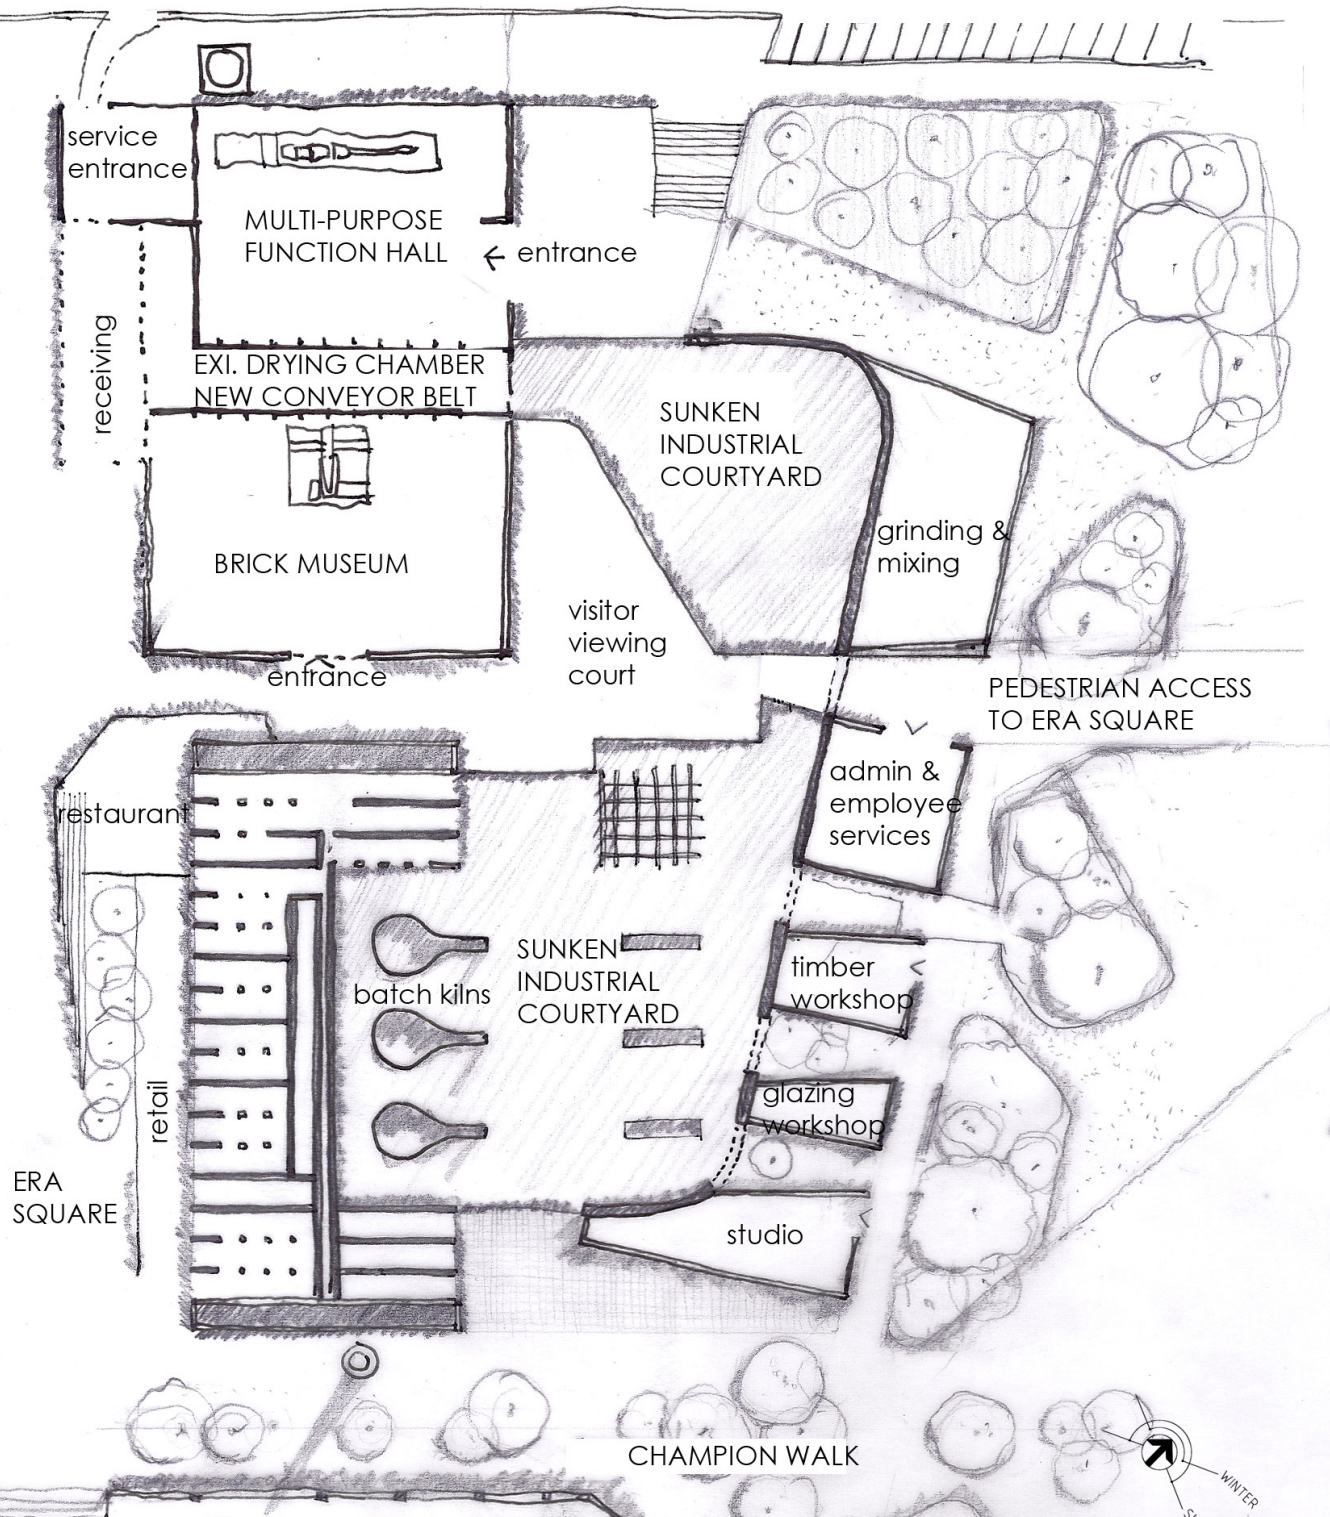 service
entrance
MULTI-PURPOSE
FUNCTION HALL
entrance
receiving
EXI. DRYING CHAMBER
NEW CONVEYOR BELT
SUNKEN
INDUSTRIAL
COURTYARD
grinding &
mixing
BRICK MUSEUM
visitor
viewing
court
entrance
PEDESTRIAN ACCESS
TO ERA SQUARE
admin &
employee
services
restaurant
SUNKEN
INDUSTRIAL
COURTYARD
batch kilns
timber
workshop
glazing
workshop
retail
ERA
SQUARE
studio
CHAMPION WALK
WINTER